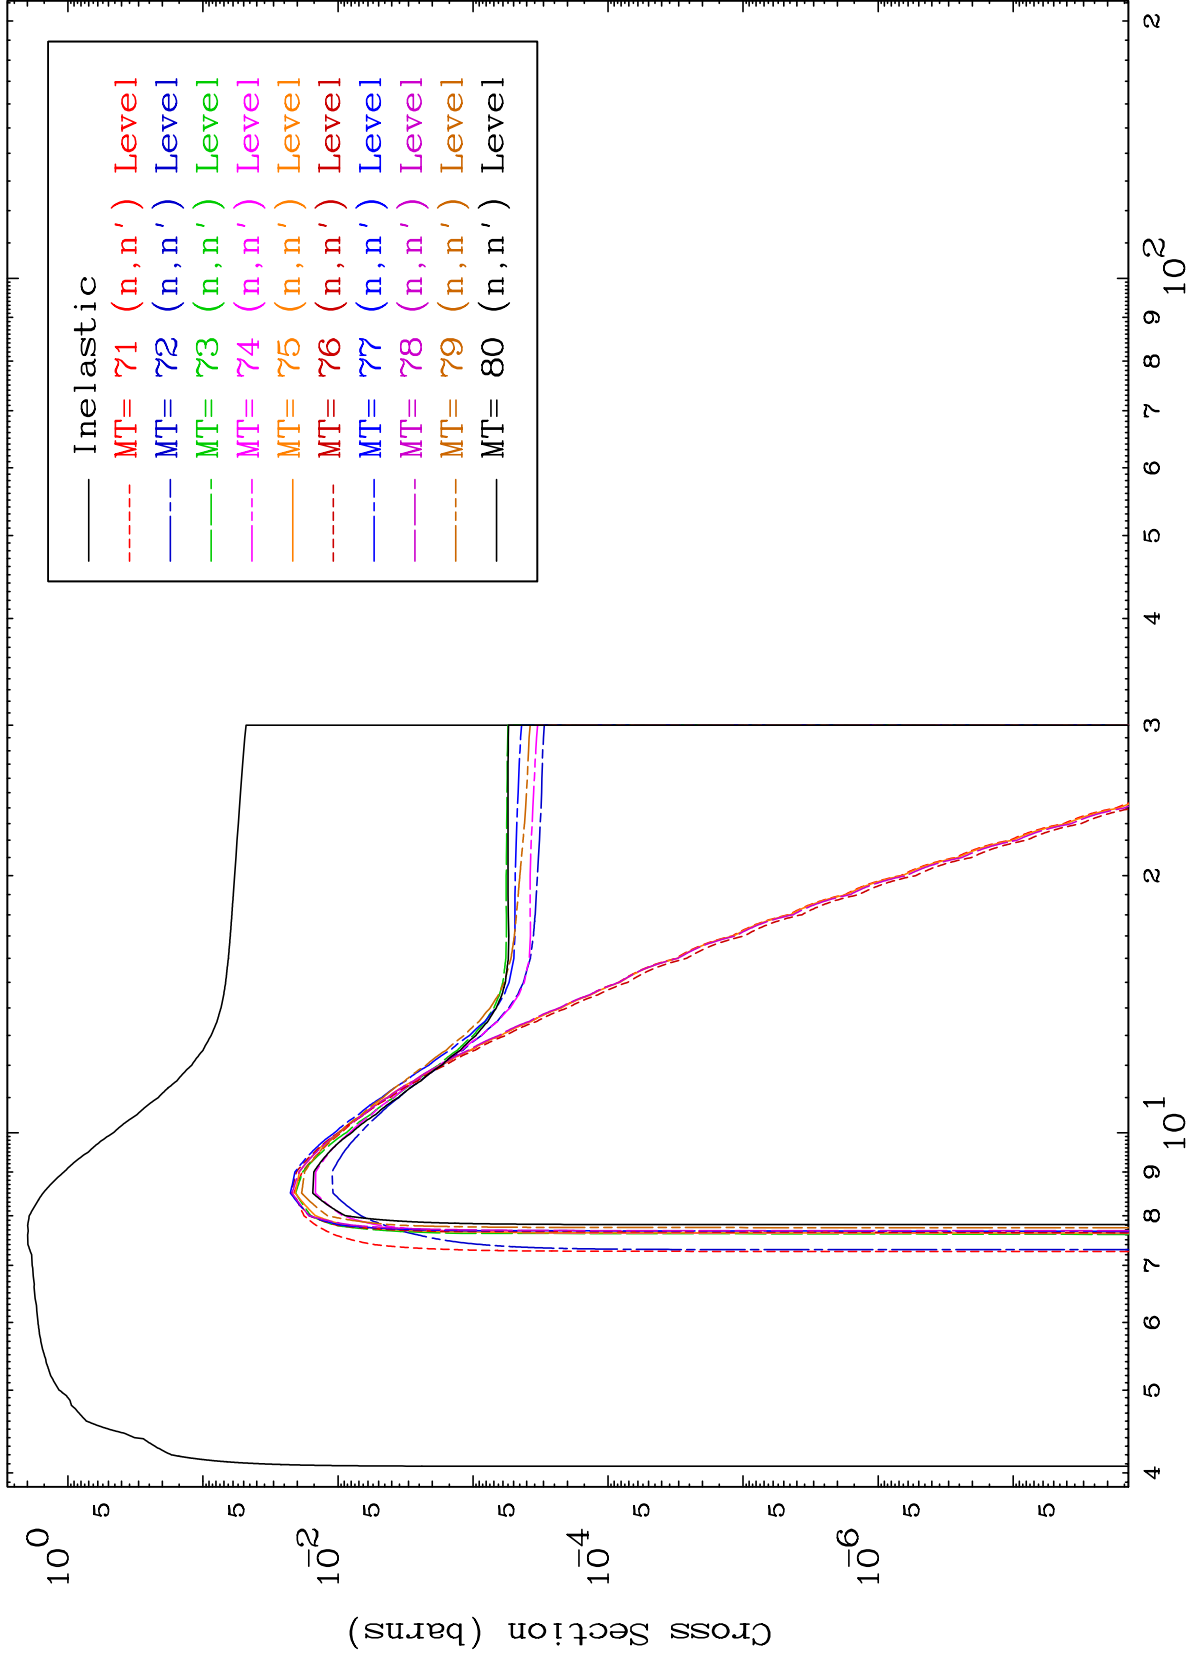 Inelastic
MT= 71 (n,n') Level
MT= 72 (n,n') Level
MT= 73 (n,n') Level
MT= 74 (n,n') Level
MT= 75 (n,n') Level
MT= 76 (n,n') Level
MT= 77 (n,n') Level
MT= 78 (n,n') Level
MT= 79 (n,n') Level
MT= 80 (n,n') Level
Cross Section (barns)
10^0
5
5
10^-2
5
5
10^-4
5
5
10^-6
5
5
4
5
6
7
8
9
10^1
2
3
4
5
6
7
8
9
10^2
2